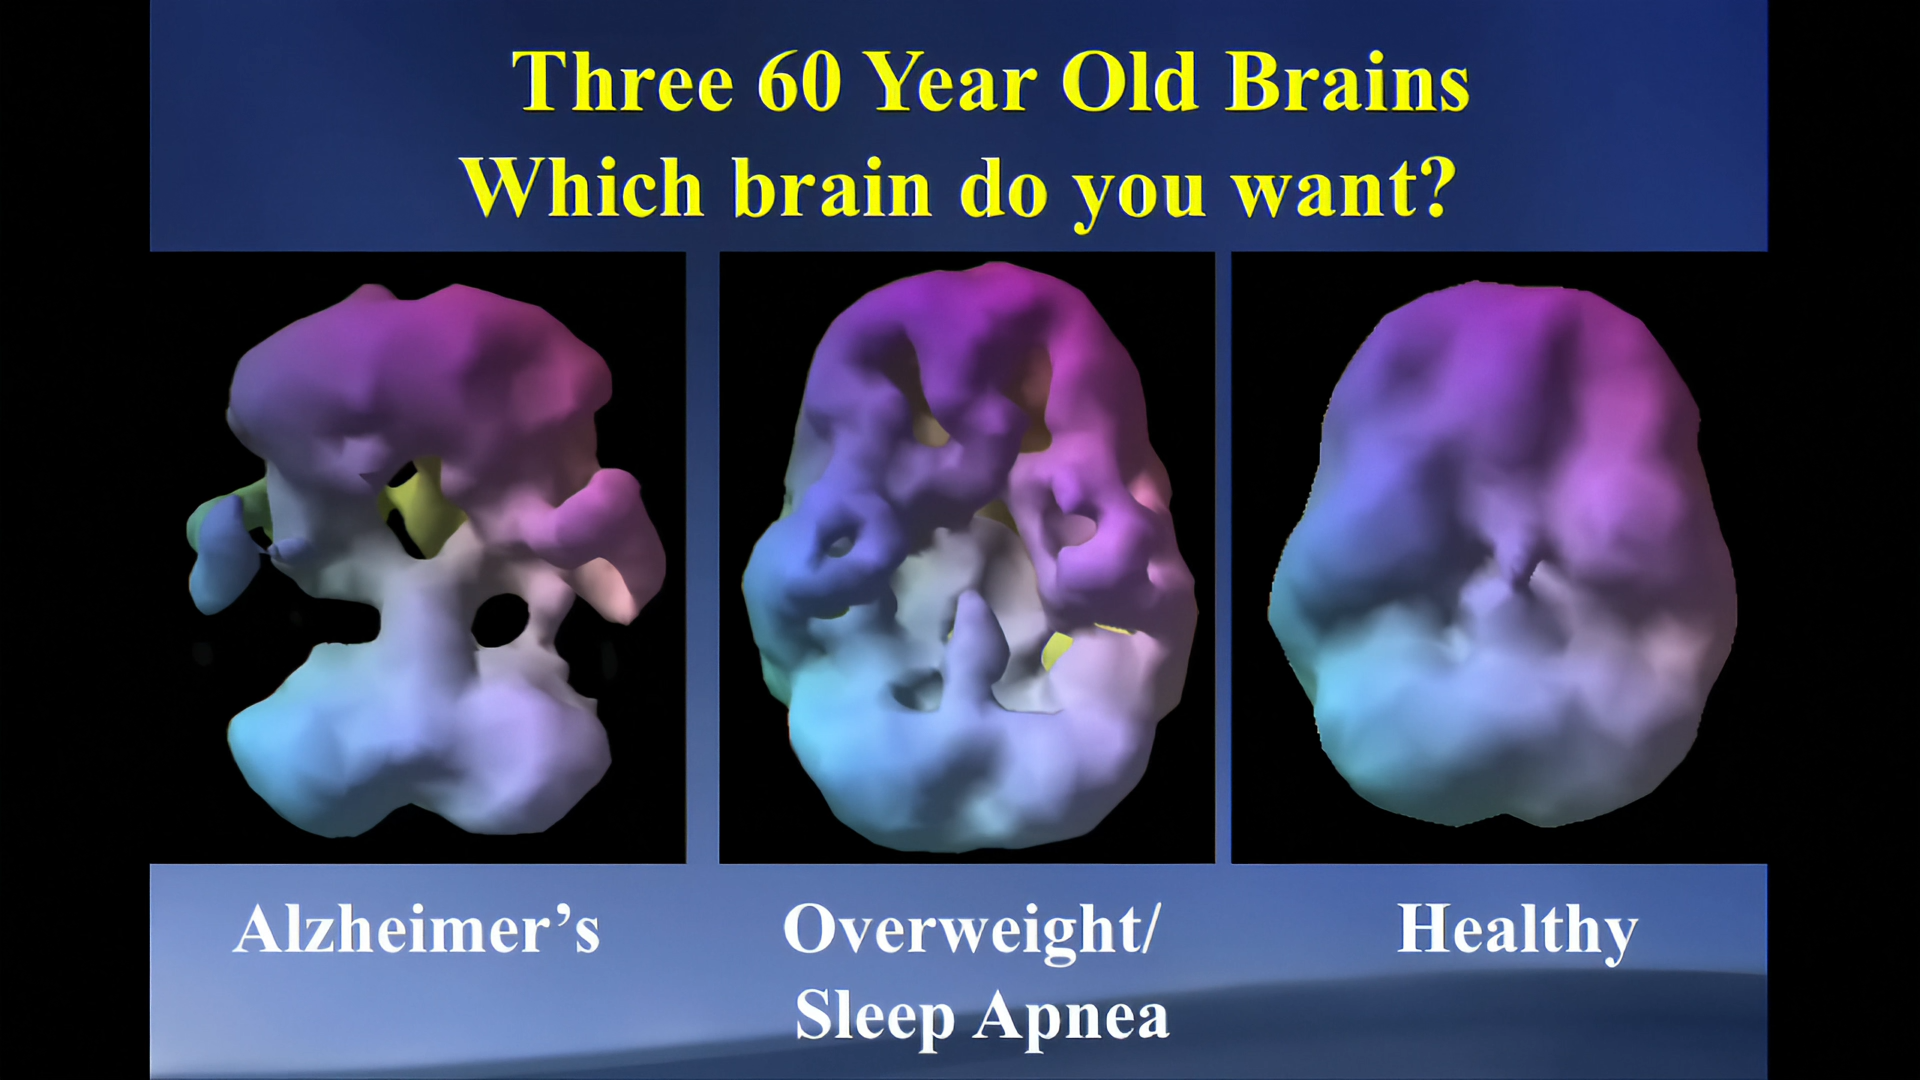 Three 60 Year Old Brains
Which brain do you want?
Alzheimer’s
Overweight/
Sleep Apnea
Healthy